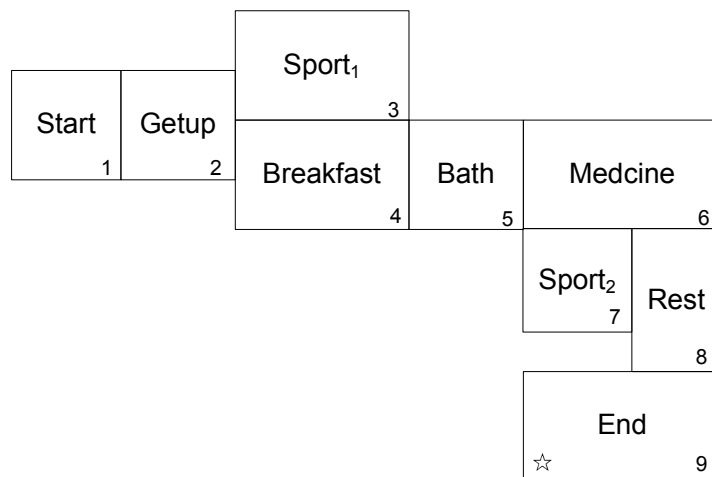 Sport₁
3
Start
1
Getup
2
Breakfast
4
Bath
5
Medcine
6
Sport₂
7
Rest
8
End
☆
9